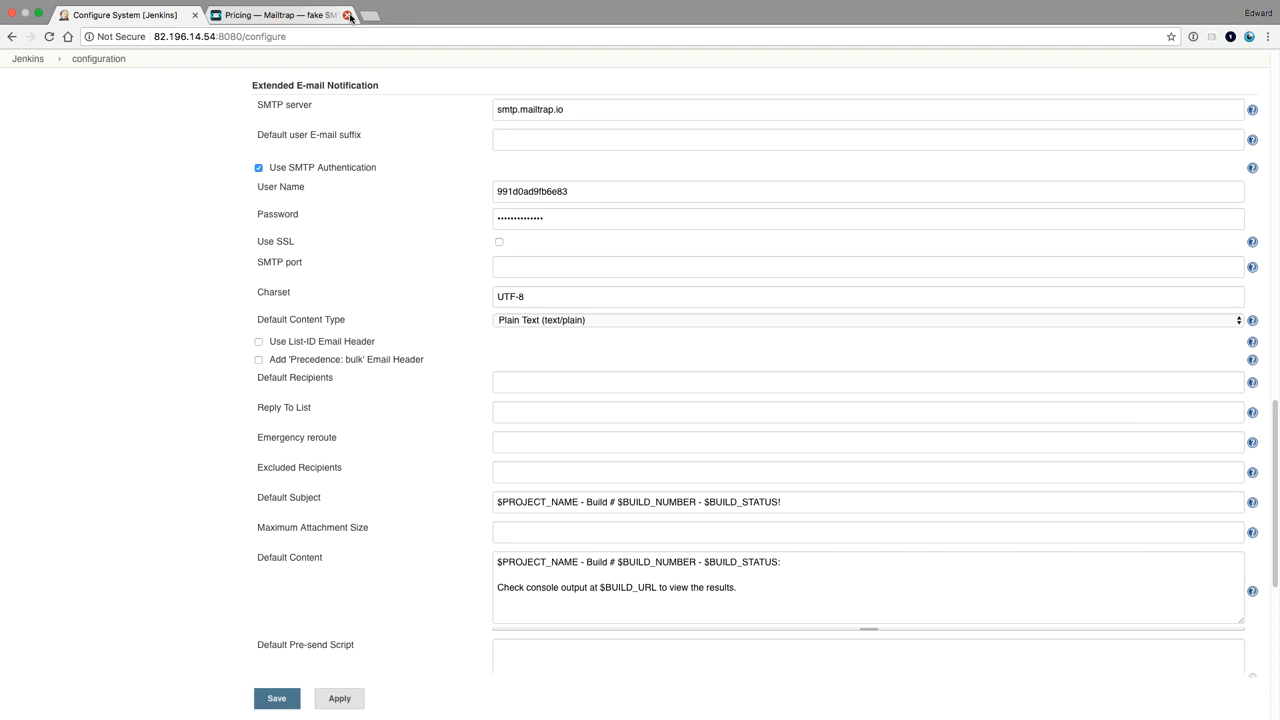 Configure System [Jenkins]
Pricing — Mailtrap — fake SM
Edward
Not Secure
82.196.14.54:8080/configure
Jenkins
configuration
Extended E-mail Notification
SMTP server
smtp.mailtrap.io
Default user E-mail suffix
Use SMTP Authentication
User Name
991d0ad9fb6e83
Password
••••••••••••••
Use SSL
SMTP port
Charset
UTF-8
Default Content Type
Plain Text (text/plain)
Use List-ID Email Header
Add 'Precedence: bulk' Email Header
Default Recipients
Reply To List
Emergency reroute
Excluded Recipients
Default Subject
$PROJECT_NAME - Build # $BUILD_NUMBER - $BUILD_STATUS!
Maximum Attachment Size
Default Content
$PROJECT_NAME - Build # $BUILD_NUMBER - $BUILD_STATUS:
Check console output at $BUILD_URL to view the results.
Default Pre-send Script
Save
Apply